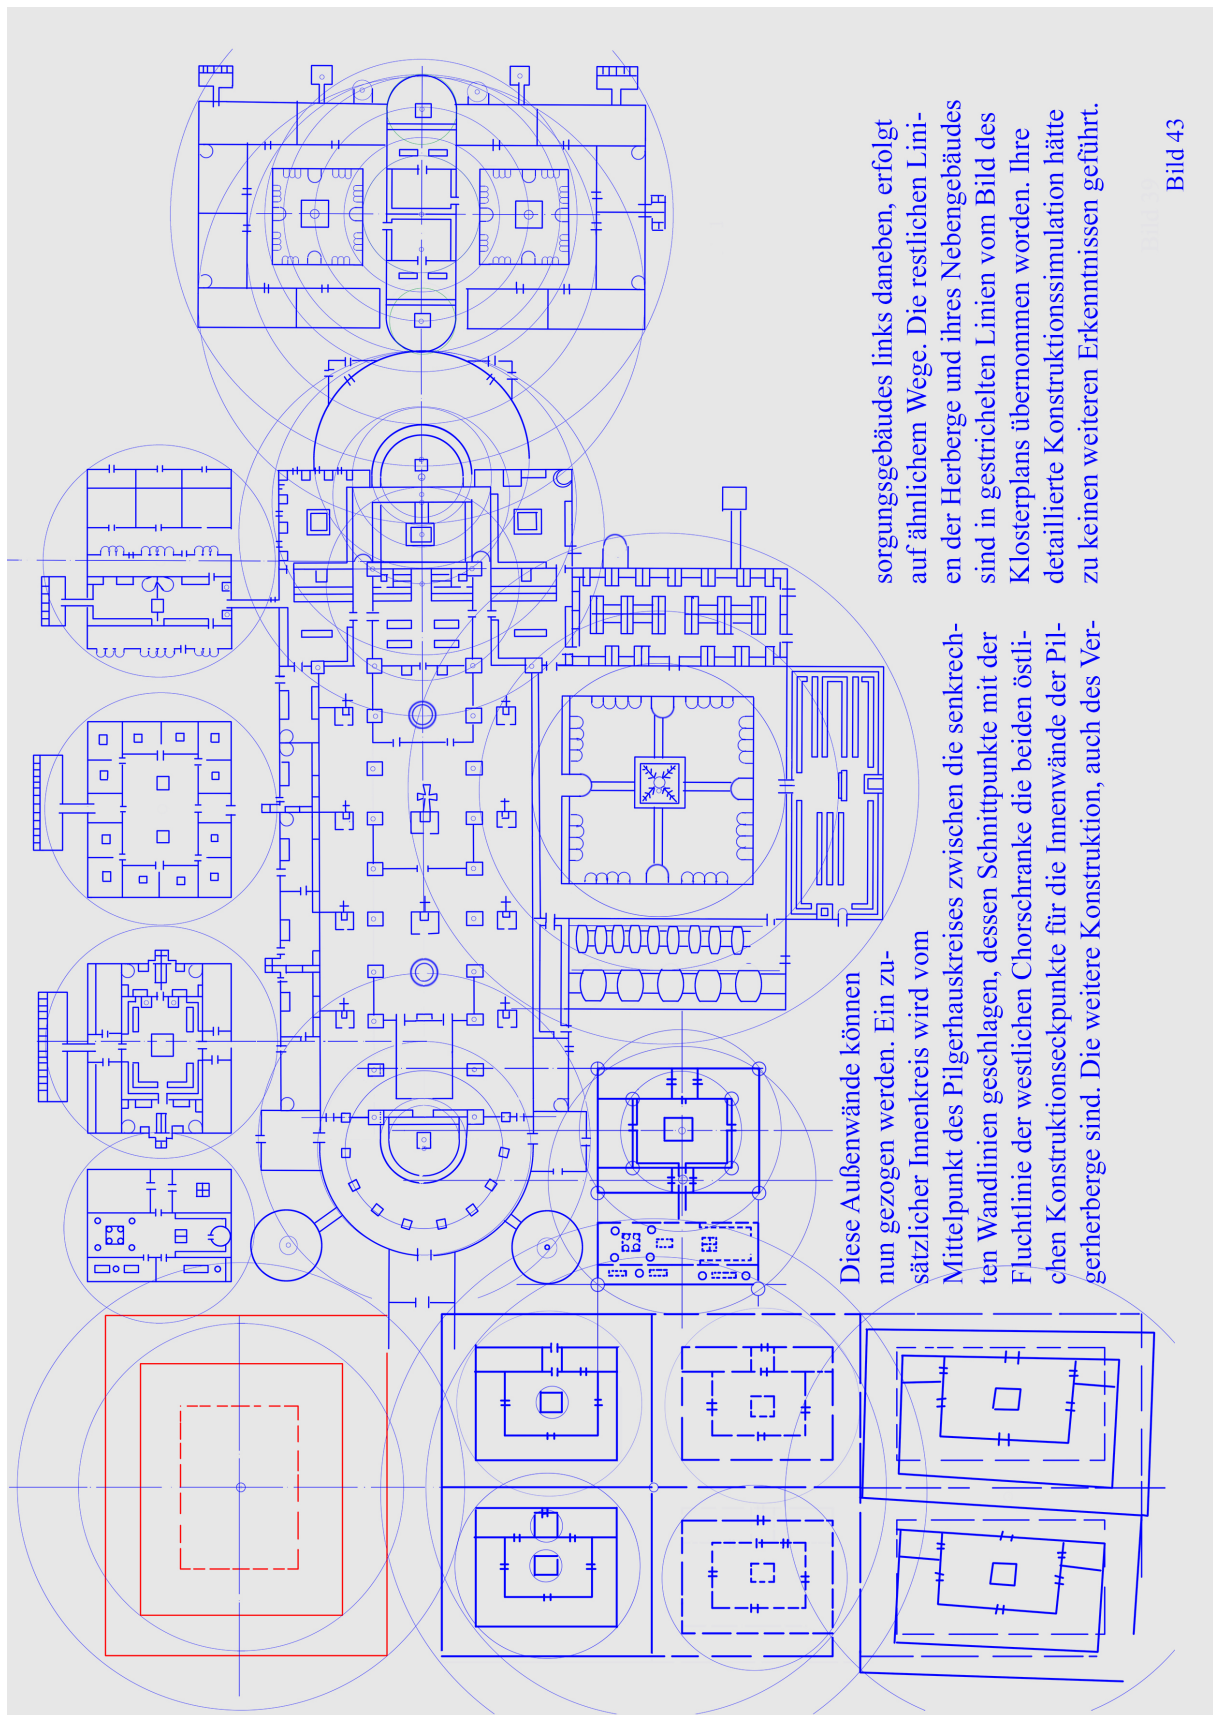 Diese Außenwände können
nun gezogen werden. Ein zu-
sätzlicher Innenkreis wird vom
Mittelpunkt des Pilgerhauskreises zwischen die senkrech-
ten Wandlinien geschlagen, dessen Schnittpunkte mit der
Fluchtlinie der westlichen Chorschranke die beiden östli-
chen Konstruktionseckpunkte für die Innenwände der Pil-
gerherberge sind. Die weitere Konstruktion, auch des Ver-
sorgungsgebäudes links daneben, erfolgt
auf ähnlichem Wege. Die restlichen Lini-
en der Herberge und ihres Nebengebäudes
sind in gestrichelten Linien vom Bild des
Klosterplans übernommen worden. Ihre
detaillierte Konstruktionssimulation hätte
zu keinen weiteren Erkenntnissen geführt.
Bild 43